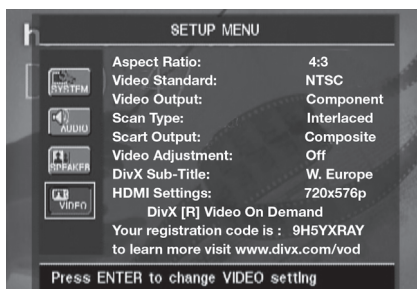 h
SETUP MENU
SYSTEM
AUDIO
SPEAKER
VIDEO
Aspect Ratio: 4:3
Video Standard: NTSC
Video Output: Component
Scan Type: Interlaced
Scart Output: Composite
Video Adjustment: Off
DivX Sub-Title: W. Europe
HDMI Settings: 720x576p
DivX [R] Video On Demand
Your registration code is : 9H5YXRAY
to learn more visit www.divx.com/vod
Press ENTER to change VIDEO setting